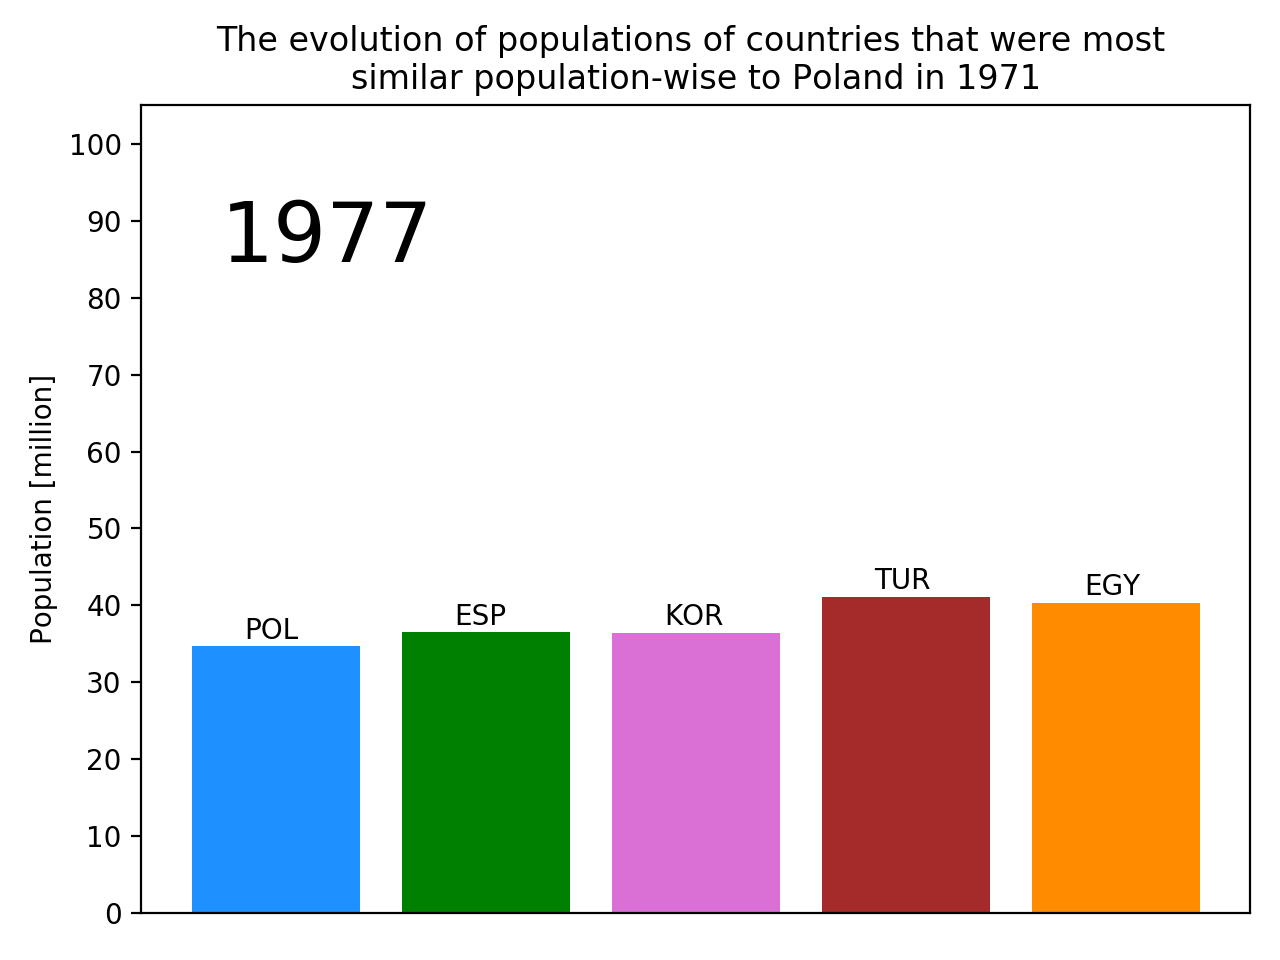 The evolution of populations of countries that were most
similar population-wise to Poland in 1971
1977
Population [million]
100
90
80
70
60
50
40
30
20
10
0
POL
ESP
KOR
TUR
EGY